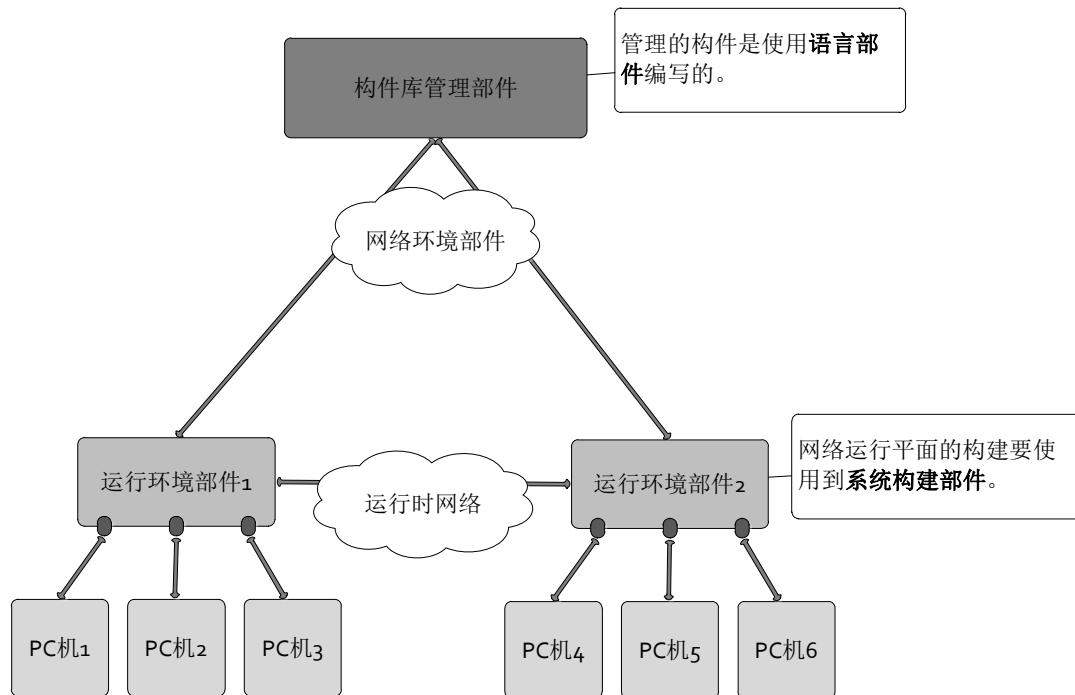 管理的构件是使用语言部
件编写的。
构件库管理部件
网络环境部件
运行环境部件1
运行时网络
运行环境部件2
网络运行平面的构建要使
用到系统构建部件。
PC机1
PC机2
PC机3
PC机4
PC机5
PC机6